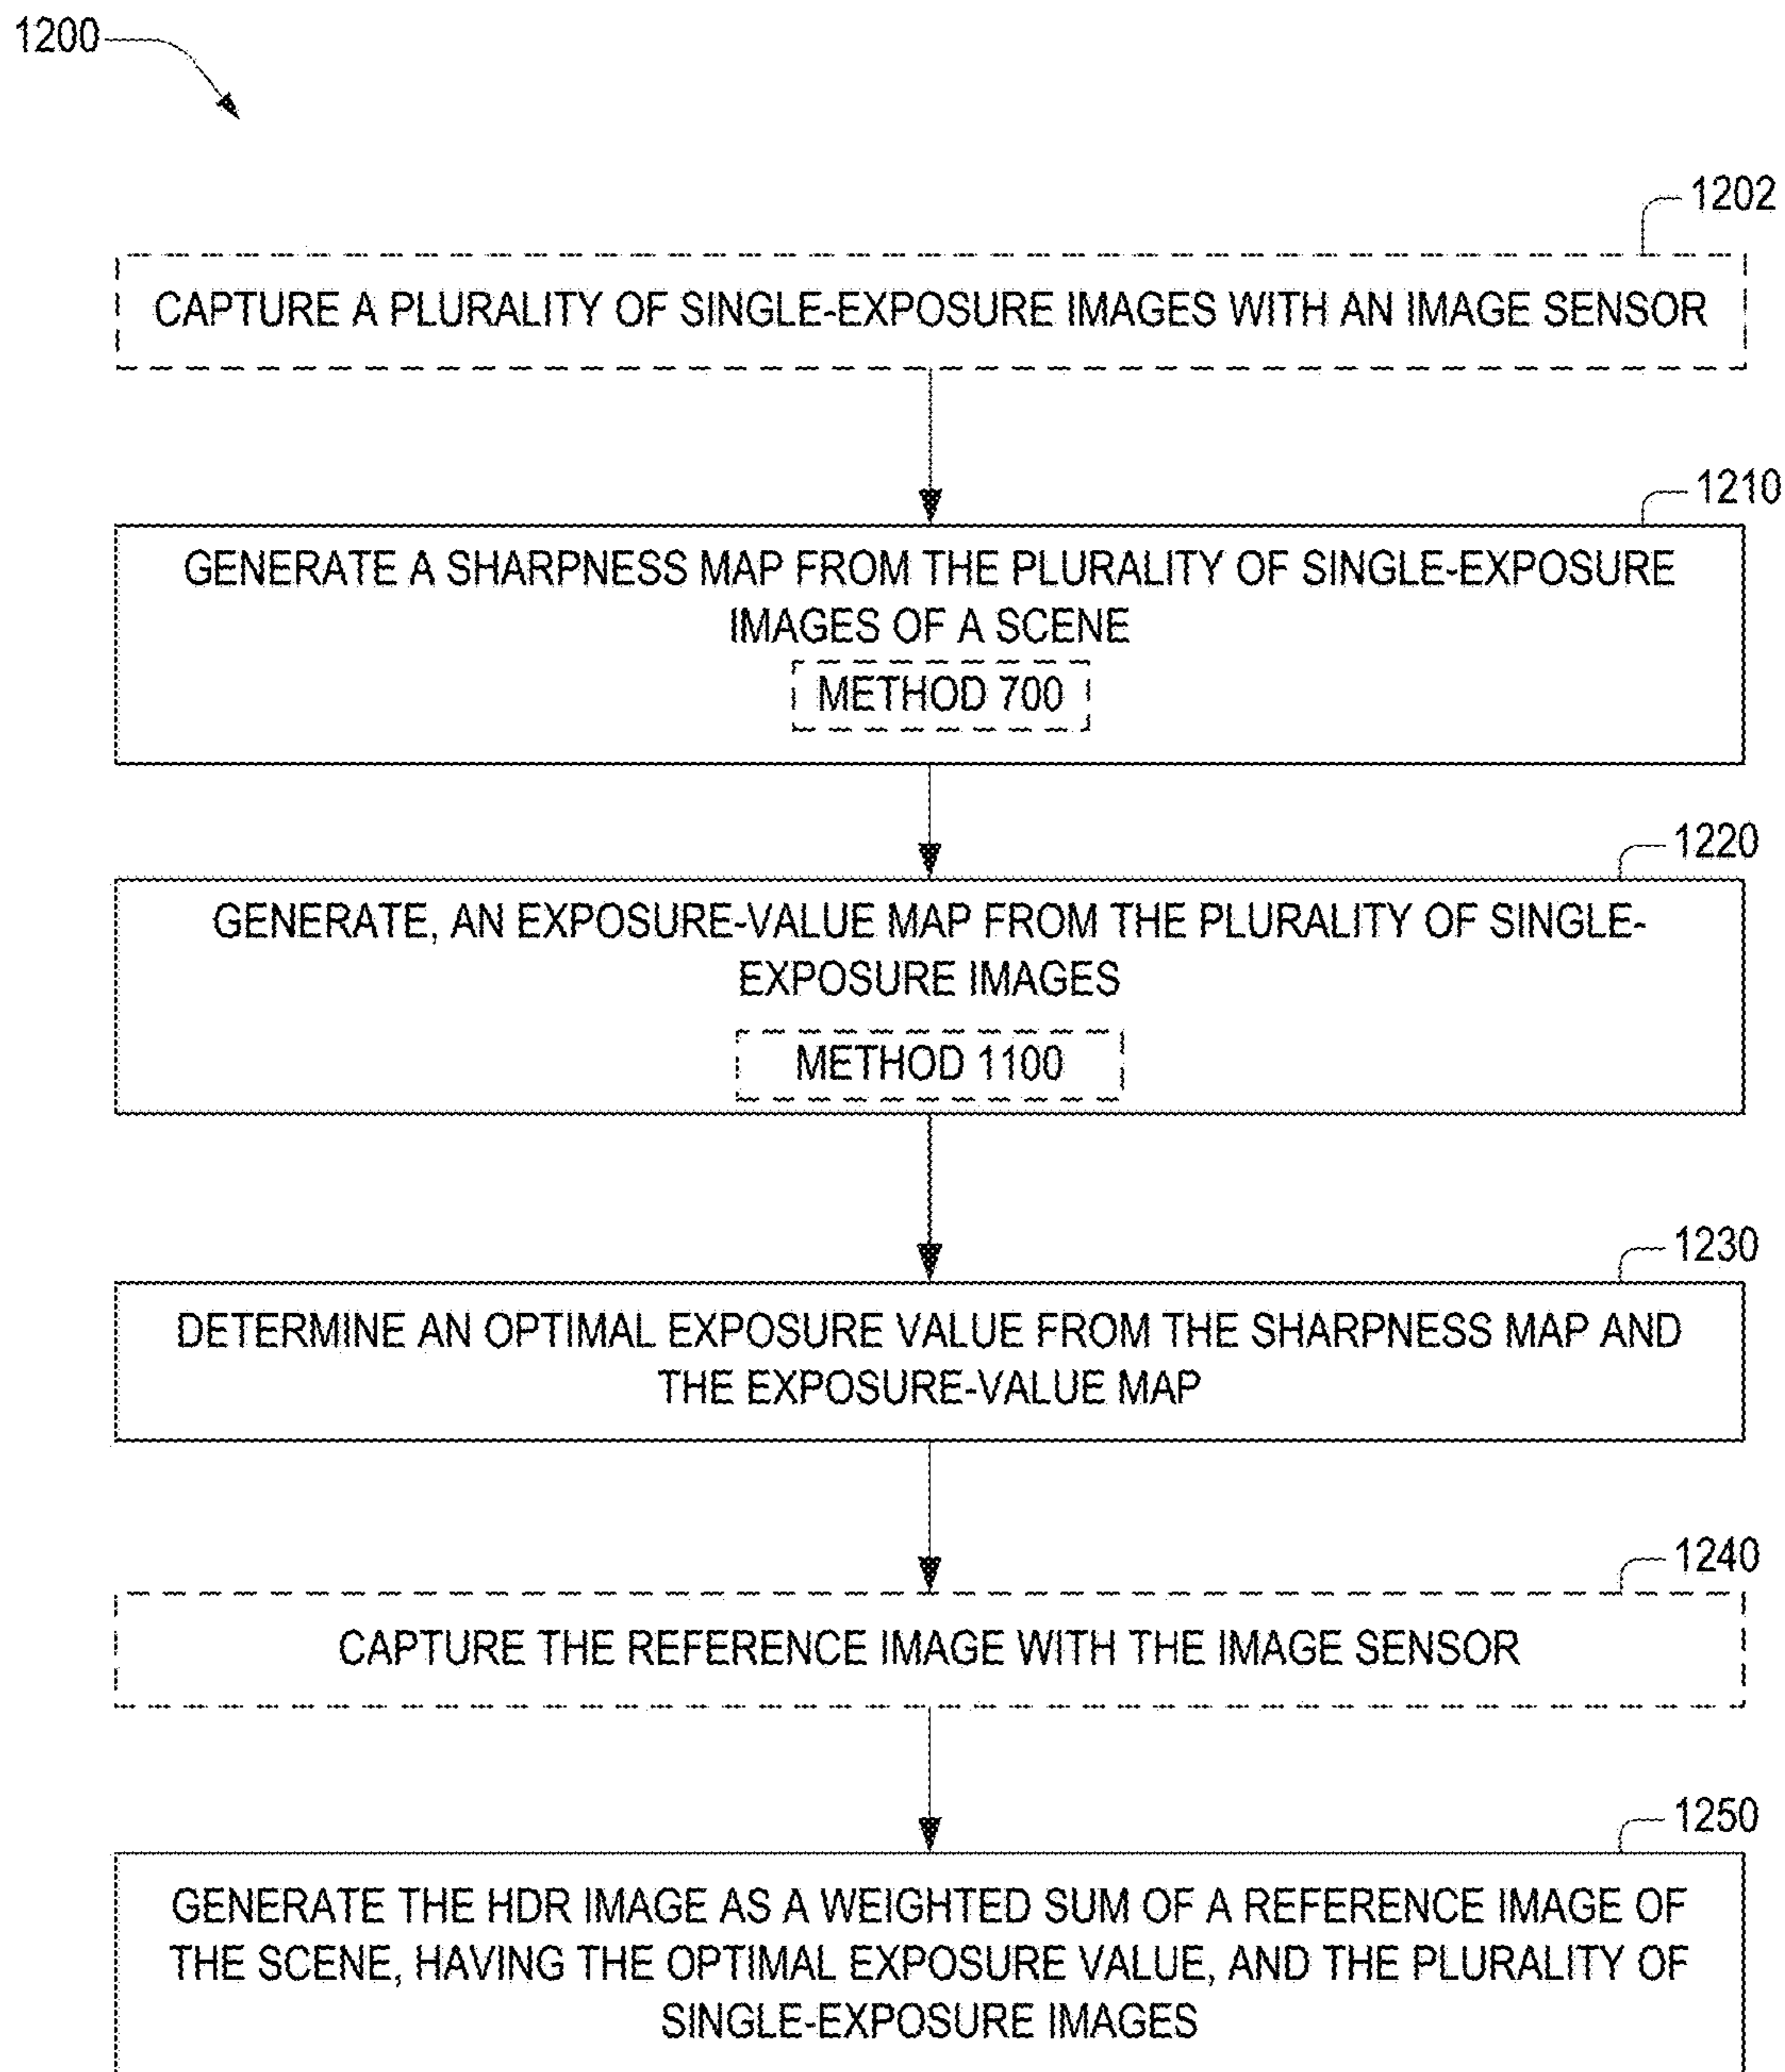 1200
1202
CAPTURE A PLURALITY OF SINGLE-EXPOSURE IMAGES WITH AN IMAGE SENSOR
1210
GENERATE A SHARPNESS MAP FROM THE PLURALITY OF SINGLE-EXPOSURE
IMAGES OF A SCENE
METHOD 700
1220
GENERATE, AN EXPOSURE-VALUE MAP FROM THE PLURALITY OF SINGLE-
EXPOSURE IMAGES
METHOD 1100
1230
DETERMINE AN OPTIMAL EXPOSURE VALUE FROM THE SHARPNESS MAP AND
THE EXPOSURE-VALUE MAP
1240
CAPTURE THE REFERENCE IMAGE WITH THE IMAGE SENSOR
1250
GENERATE THE HDR IMAGE AS A WEIGHTED SUM OF A REFERENCE IMAGE OF
THE SCENE, HAVING THE OPTIMAL EXPOSURE VALUE, AND THE PLURALITY OF
SINGLE-EXPOSURE IMAGES